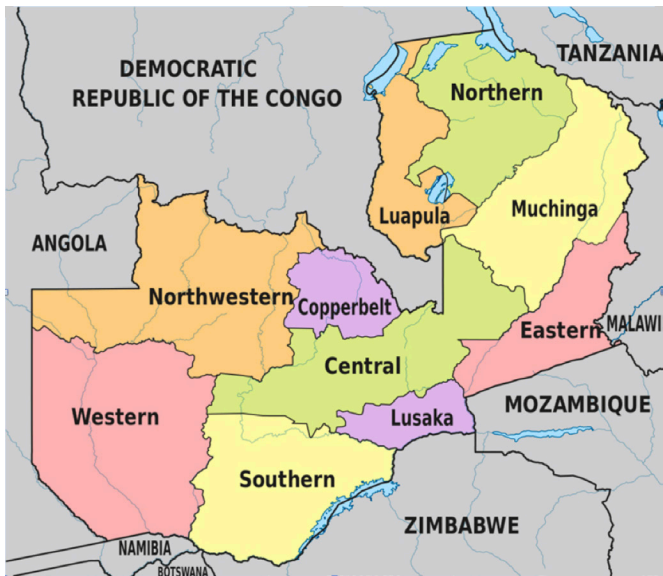 TANZANIA
DEMOCRATIC
REPUBLIC OF THE CONGO
Northern
Luapula
Muchinga
ANGOLA
Northwestern
Copperbelt
Eastern
MALAWI
Central
Western
Lusaka
MOZAMBIQUE
Southern
ZIMBABWE
NAMIBIA
BOTSWANA